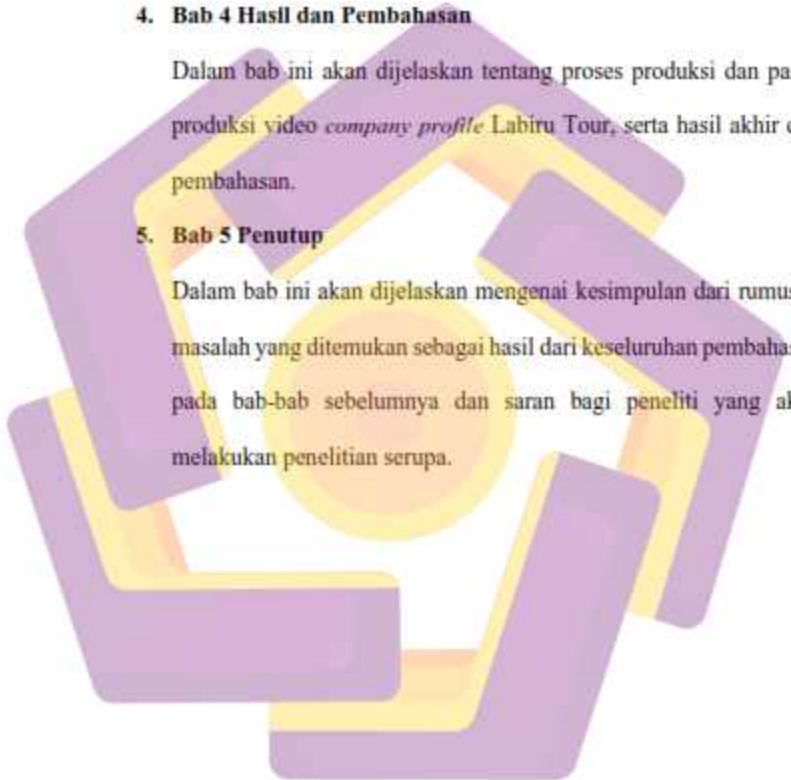 4. Bab 4 Hasil dan Pembahasan
Dalam bab ini akan dijelaskan tentang proses produksi dan pa
produksi video company profile Labiru Tour, serta hasil akhir
pembahasan.
5. Bab 5 Penutup
Dalam bab ini akan dijelaskan mengenai kesimpulan dari rumus
masalah yang ditemukan sebagai hasil dari keseluruhan pembahas
pada bab-bab sebelumnya dan saran bagi peneliti yang ak
melakukan penelitian serupa.